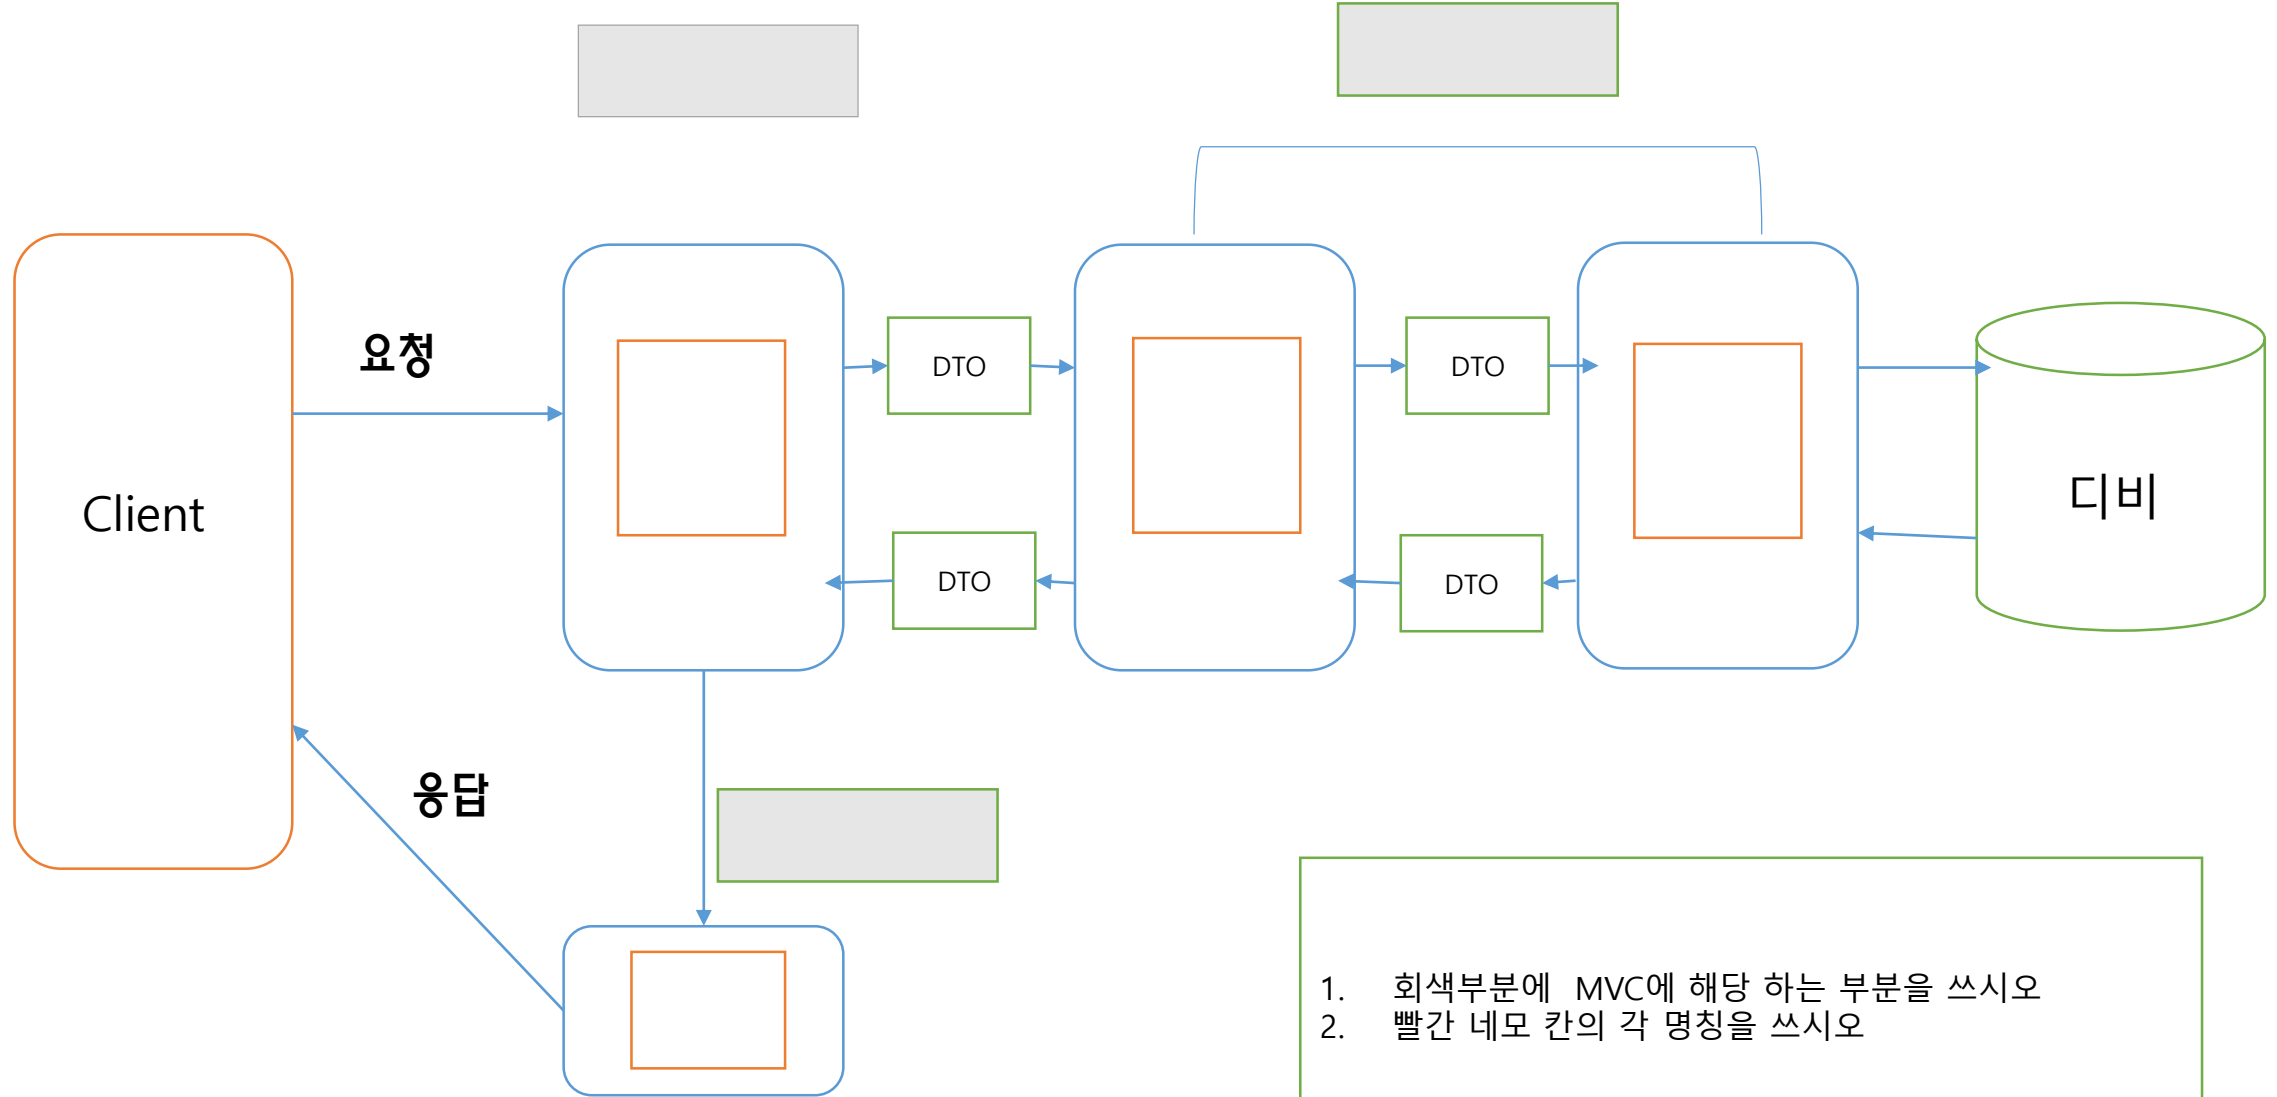 요청
DTO
DTO
Client
디비
DTO
DTO
응답
1. 회색부분에 MVC에 해당 하는 부분을 쓰시오
2. 빨간 네모 칸의 각 명칭을 쓰시오